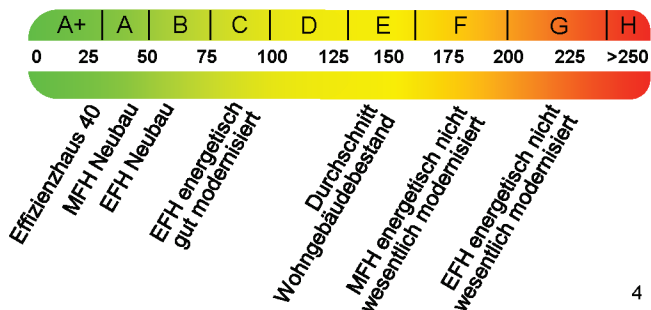 A+ A B C D E F G H
0 25 50 75 100 125 150 175 200 225 >250
Effizienzhaus 40
MFH Neubau
EFH Neubau
EFH energetisch
gut modernisiert
Durchschnitt
Wohngebäudebestand
MFH energetisch nicht
wesentlich modernisiert
EFH energetisch nicht
wesentlich modernisiert
4